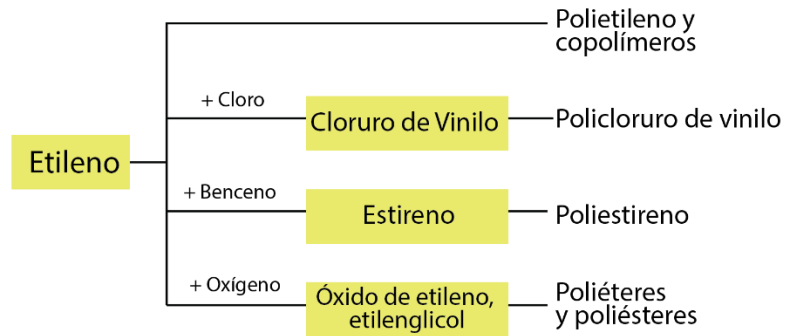 Polietileno y
copolímeros
+ Cloro
Cloruro de Vinilo
Policloruro de vinilo
Etileno
+ Benceno
Estireno
Poliestireno
+ Oxígeno
Óxido de etileno,
etilenglicol
Poliéteres
y poliésteres